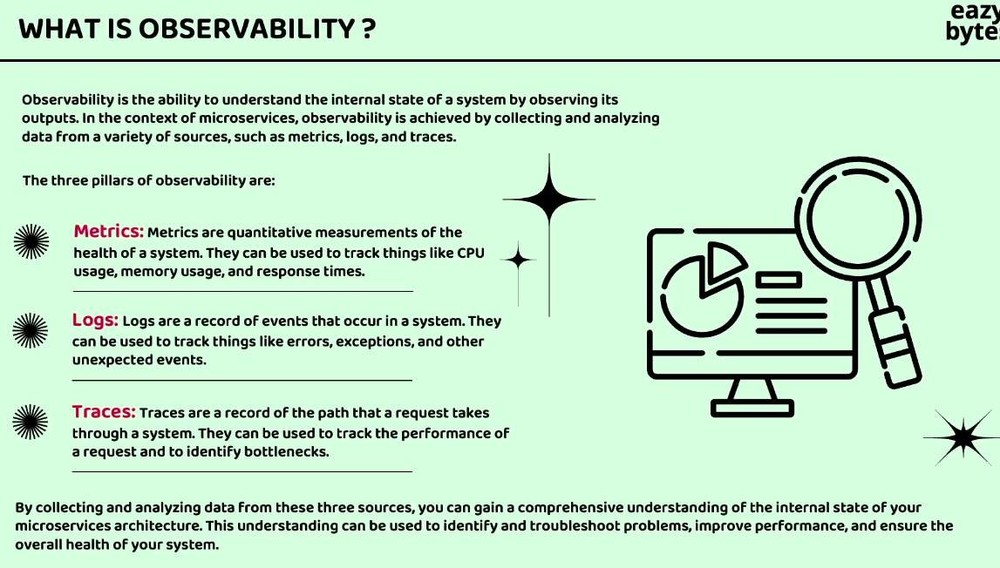 WHAT IS OBSERVABILITY ?
eazy
Observability is the ability to understand the internal state of a system by observing its
outputs. In the context of microservices, observability is achieved by collecting and analyzing
data from a variety of sources, such as metrics, logs, and traces.
The three pillars of observability are:
Metrics: Metrics are quantitative measurements of the
health of a system. They can be used to track things like CPU
usage, memory usage, and response times.
Logs: Logs are a record of events that occur in a system. They
can be used to track things like errors, exceptions, and other
unexpected events.
Traces: Traces are a record of the path that a request takes
through a system. They can be used to track the performance of
a request and to identify bottlenecks.
By collecting and analyzing data from these three sources, you can gain a comprehensive understanding of the internal state of your
microservices architecture. This understanding can be used to identify and troubleshoot problems, improve performance, and ensure the
overall health of your system.